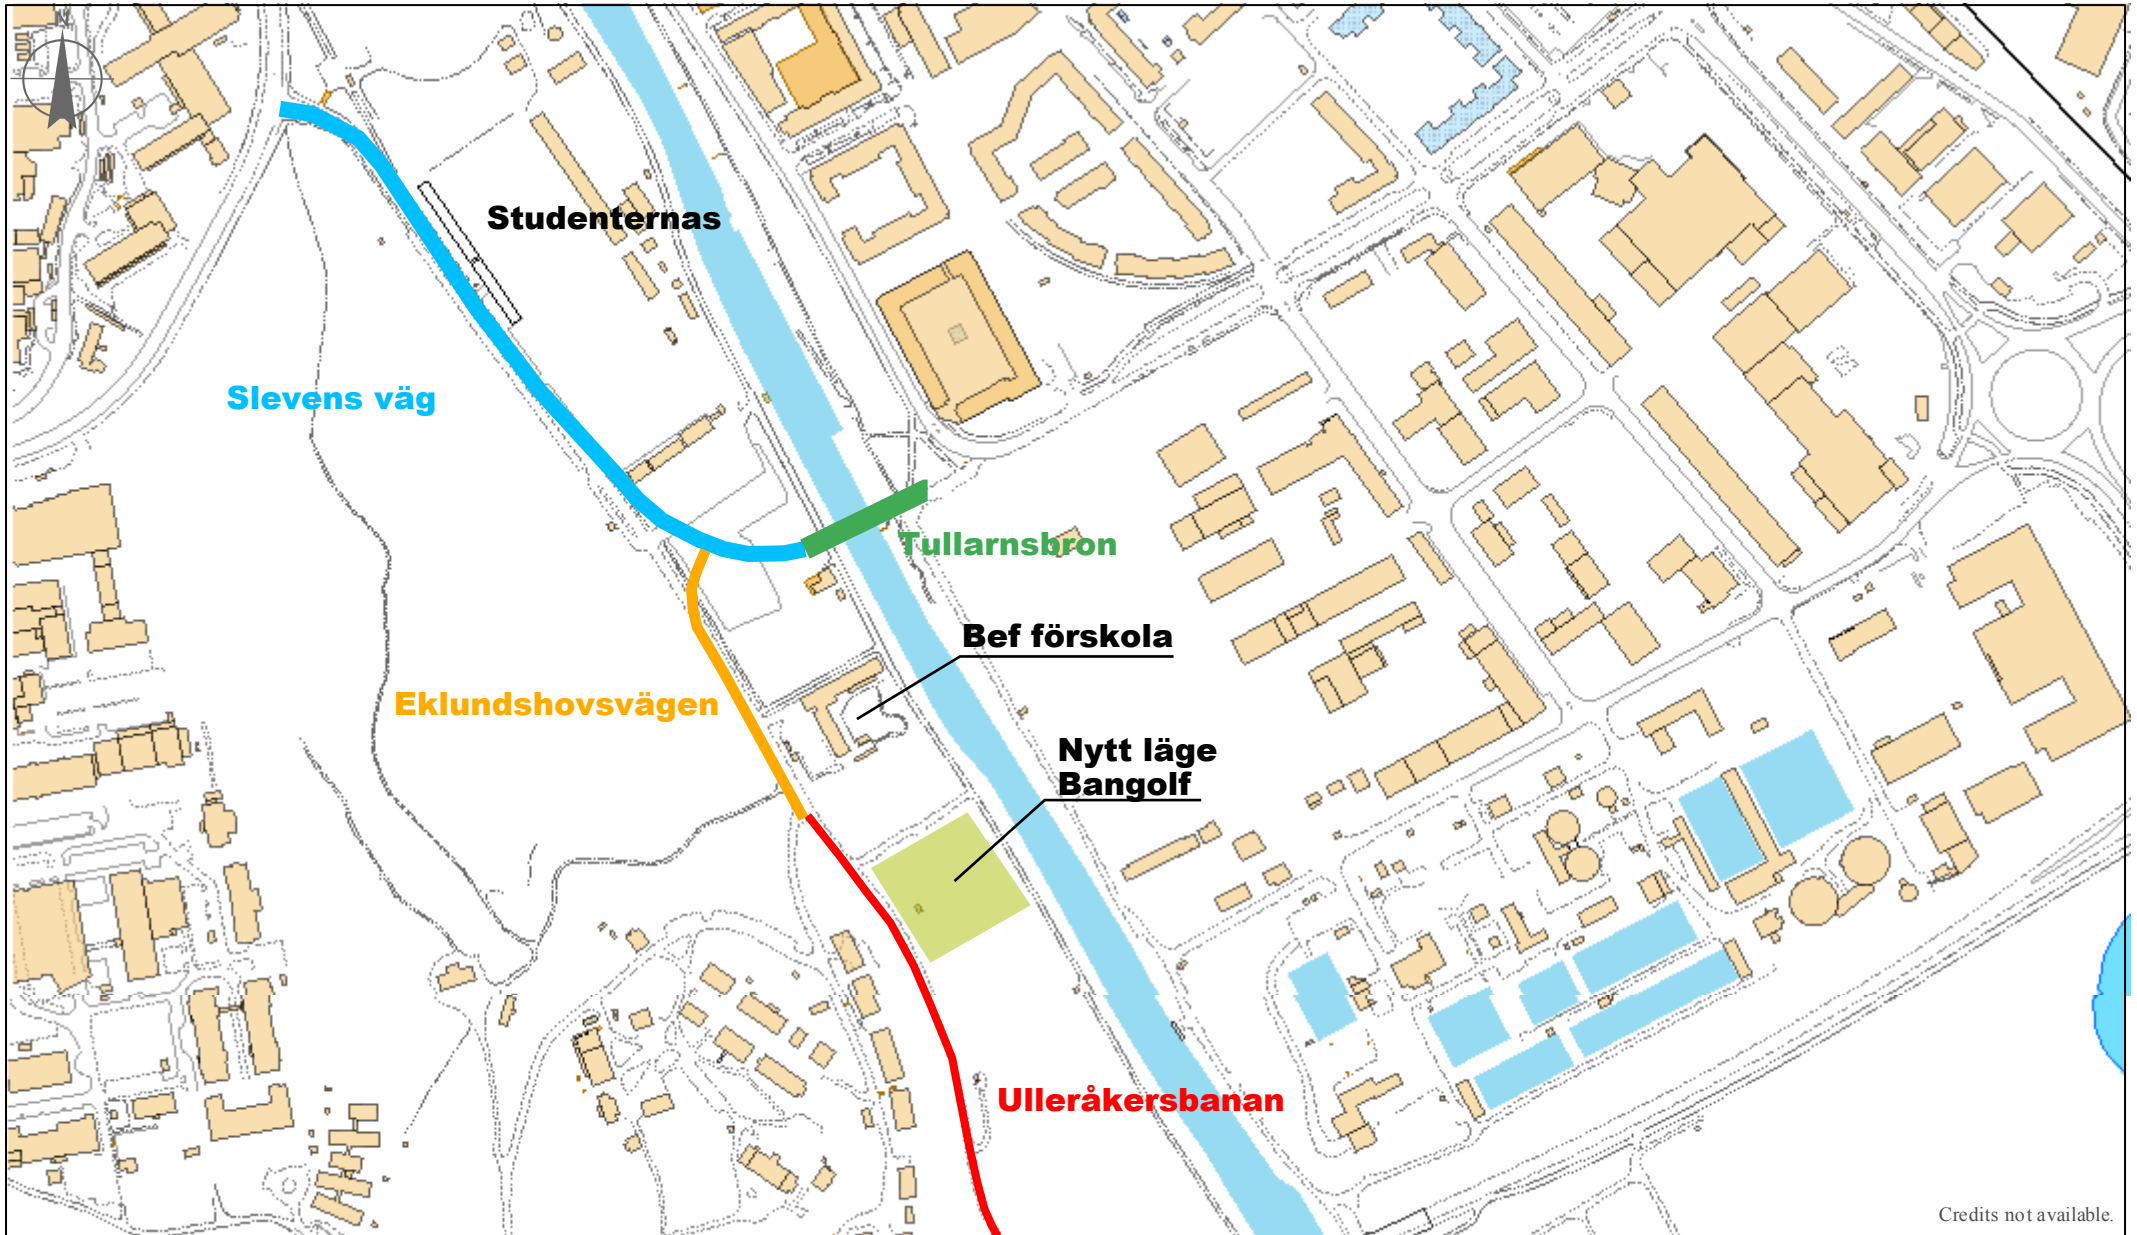 N
Studenternas
Slevens väg
Tullarnsbron
Bef förskola
Eklundshovsvägen
Nytt läge
Bangolf
Ulleråkersbanan
Credits not available.